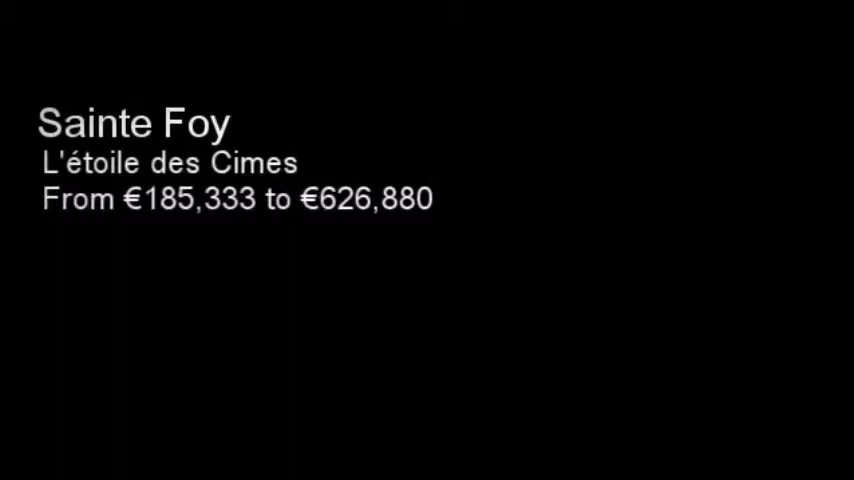 Sainte Foy
L'étoile des Cimes
From €185,333 to €626,880